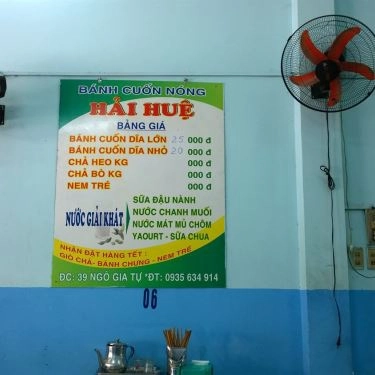 BÁNH CUỐN NÓNG
HẢI HUỆ
BẢNG GIÁ
BÁNH CUỐN DĨA LỚN 25 000 đ
BÁNH CUỐN DĨA NHỎ 20 000 đ
CHẢ HEO KG 000 đ
CHẢ BÒ KG 000 đ
NEM TRÉ 000 đ
NƯỚC GIẢI KHÁT
SỮA ĐẬU NÀNH
NƯỚC CHANH MUỐI
NƯỚC MÁT MỦ CHÔM
YAOURT - SỮA CHUA
NHẬN ĐẶT HÀNG TẾT :
GIÒ CHẢ- BÁNH CHƯNG - NEM TRÉ
ĐC: 39 NGÔ GIA TỰ *ĐT: 0935 634 914
06